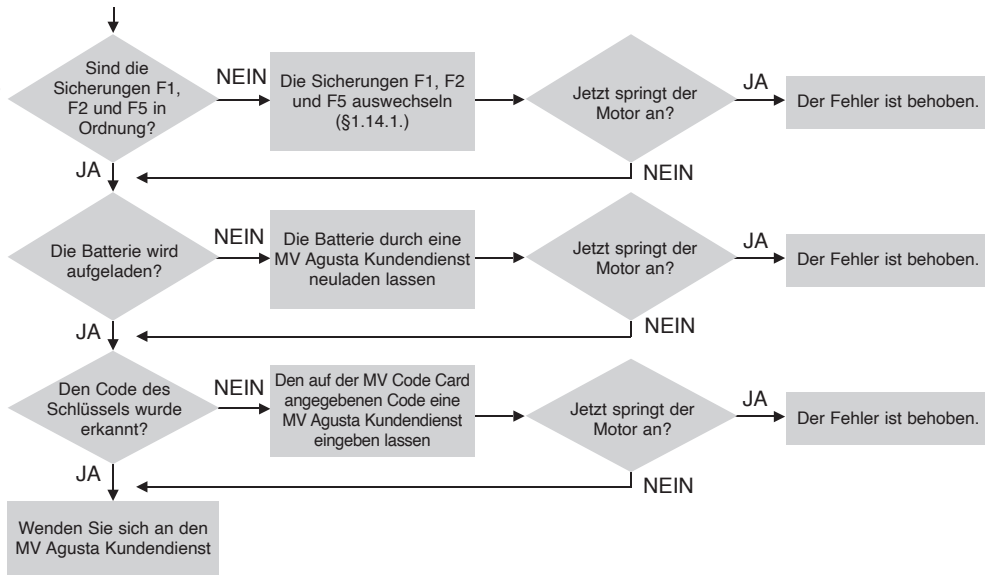 Sind die
Sicherungen F1,
F2 und F5 in
Ordnung?
NEIN
Die Sicherungen F1, F2
und F5 auswechseln
(§1.14.1.)
Jetzt springt der
Motor an?
JA
Der Fehler ist behoben.
JA
NEIN
Die Batterie wird
aufgeladen?
NEIN
Die Batterie durch eine
MV Agusta Kundendienst
neuladen lassen
Jetzt springt der
Motor an?
JA
Der Fehler ist behoben.
JA
NEIN
Den Code des
Schlüssels wurde
erkannt?
NEIN
Den auf der MV Code Card
angegebenen Code eine
MV Agusta Kundendienst
eingeben lassen
Jetzt springt der
Motor an?
JA
Der Fehler ist behoben.
JA
NEIN
Wenden Sie sich an den
MV Agusta Kundendienst